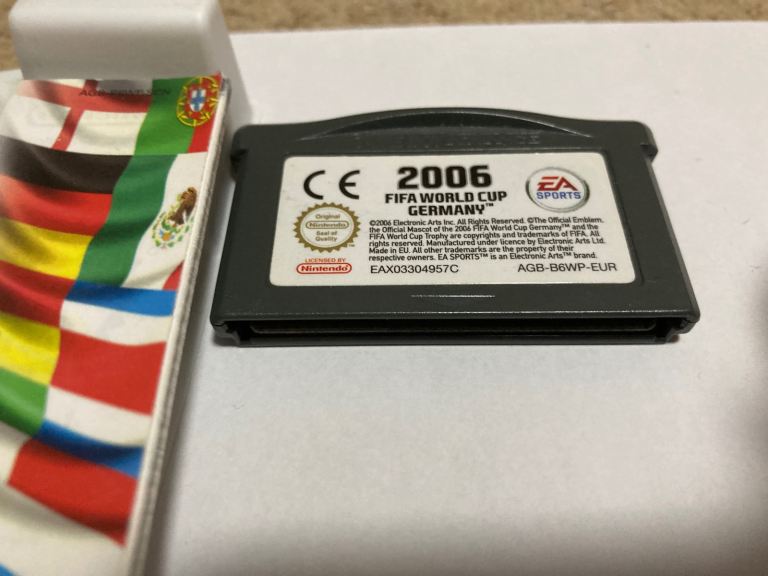 CE
2006
FIFA WORLD CUP
GERMANY™
EA
SPORTS
Original
Nintendo
Seal of
Quality
©2006 Electronic Arts Inc. All Rights Reserved. ©The Official Emblem,
the Official Mascot of the 2006 FIFA World Cup Germany™ and the
FIFA World Cup Trophy are copyrights and trademarks of FIFA. All
rights reserved. Manufactured under licence by Electronic Arts Ltd.
Made in EU. All other trademarks are the property of their
respective owners. EA SPORTS™ is an Electronic Arts™ brand.
LICENSED BY
Nintendo
EAX03304957C
AGB-B6WP-EUR